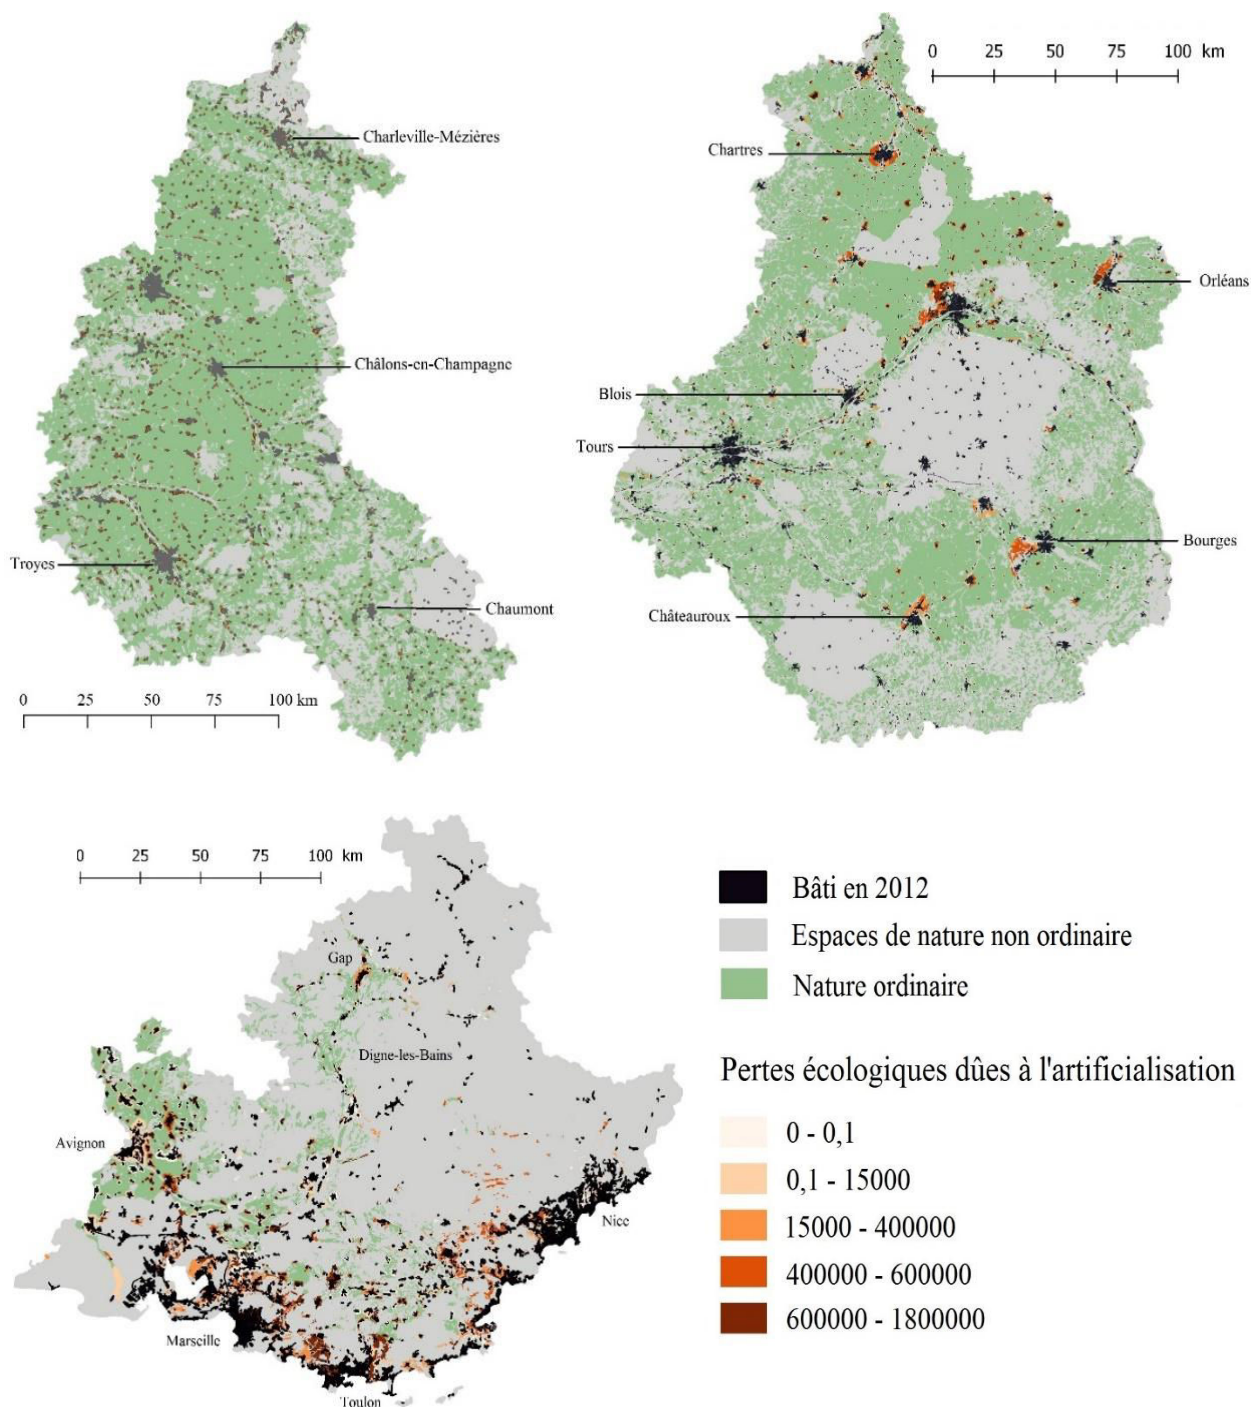 0 25 50 75 100 km
Charleville-Mézières
Châlons-en-Champagne
Troyes
Chaumont
0 25 50 75 100 km
Chartres
Orléans
Blois
Tours
Bourges
Châteauroux
0 25 50 75 100 km
Gap
Digne-les-Bains
Avignon
Nice
Marseille
Toulon
Bâti en 2012
Espaces de nature non ordinaire
Nature ordinaire
Pertes écologiques dûes à l'artificialisation
0 - 0,1
0,1 - 15000
15000 - 400000
400000 - 600000
600000 - 1800000